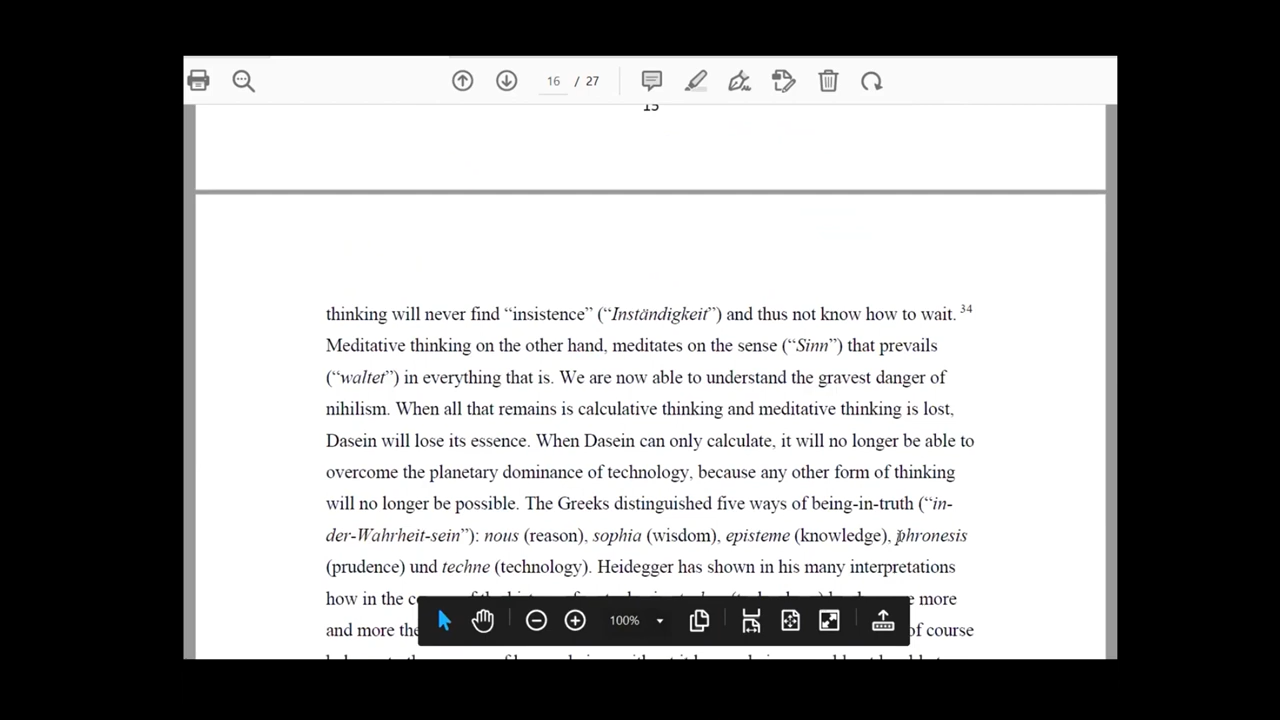 16 / 27
15
thinking will never find “insistence” (“Inständigkeit”) and thus not know how to wait. 34
Meditative thinking on the other hand, meditates on the sense (“Sinn”) that prevails
(“waltet”) in everything that is. We are now able to understand the gravest danger of
nihilism. When all that remains is calculative thinking and meditative thinking is lost,
Dasein will lose its essence. When Dasein can only calculate, it will no longer be able to
overcome the planetary dominance of technology, because any other form of thinking
will no longer be possible. The Greeks distinguished five ways of being-in-truth (“in-
der-Wahrheit-sein”): nous (reason), sophia (wisdom), episteme (knowledge), phronesis
(prudence) und techne (technology). Heidegger has shown in his many interpretations
how in the more
and more the of course
100%